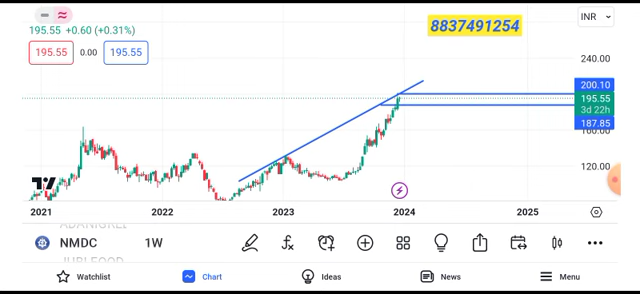 8837491254
INR
195.55 +0.60 (+0.31%)
195.55 0.00 195.55
240.00
200.10
195.55
3d 22h
187.85
160.00
120.00
2021 2022 2023 2024 2025
NMDC 1W
Watchlist Chart Ideas News Menu